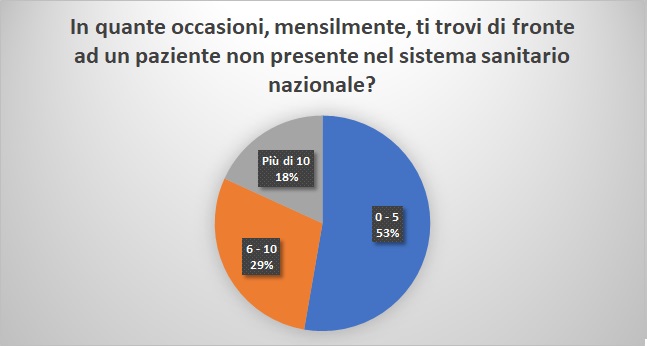 In quante occasioni, mensilmente, ti trovi di fronte
ad un paziente non presente nel sistema sanitario
nazionale?
Più di 10
18%
0 - 5
53%
6 - 10
29%